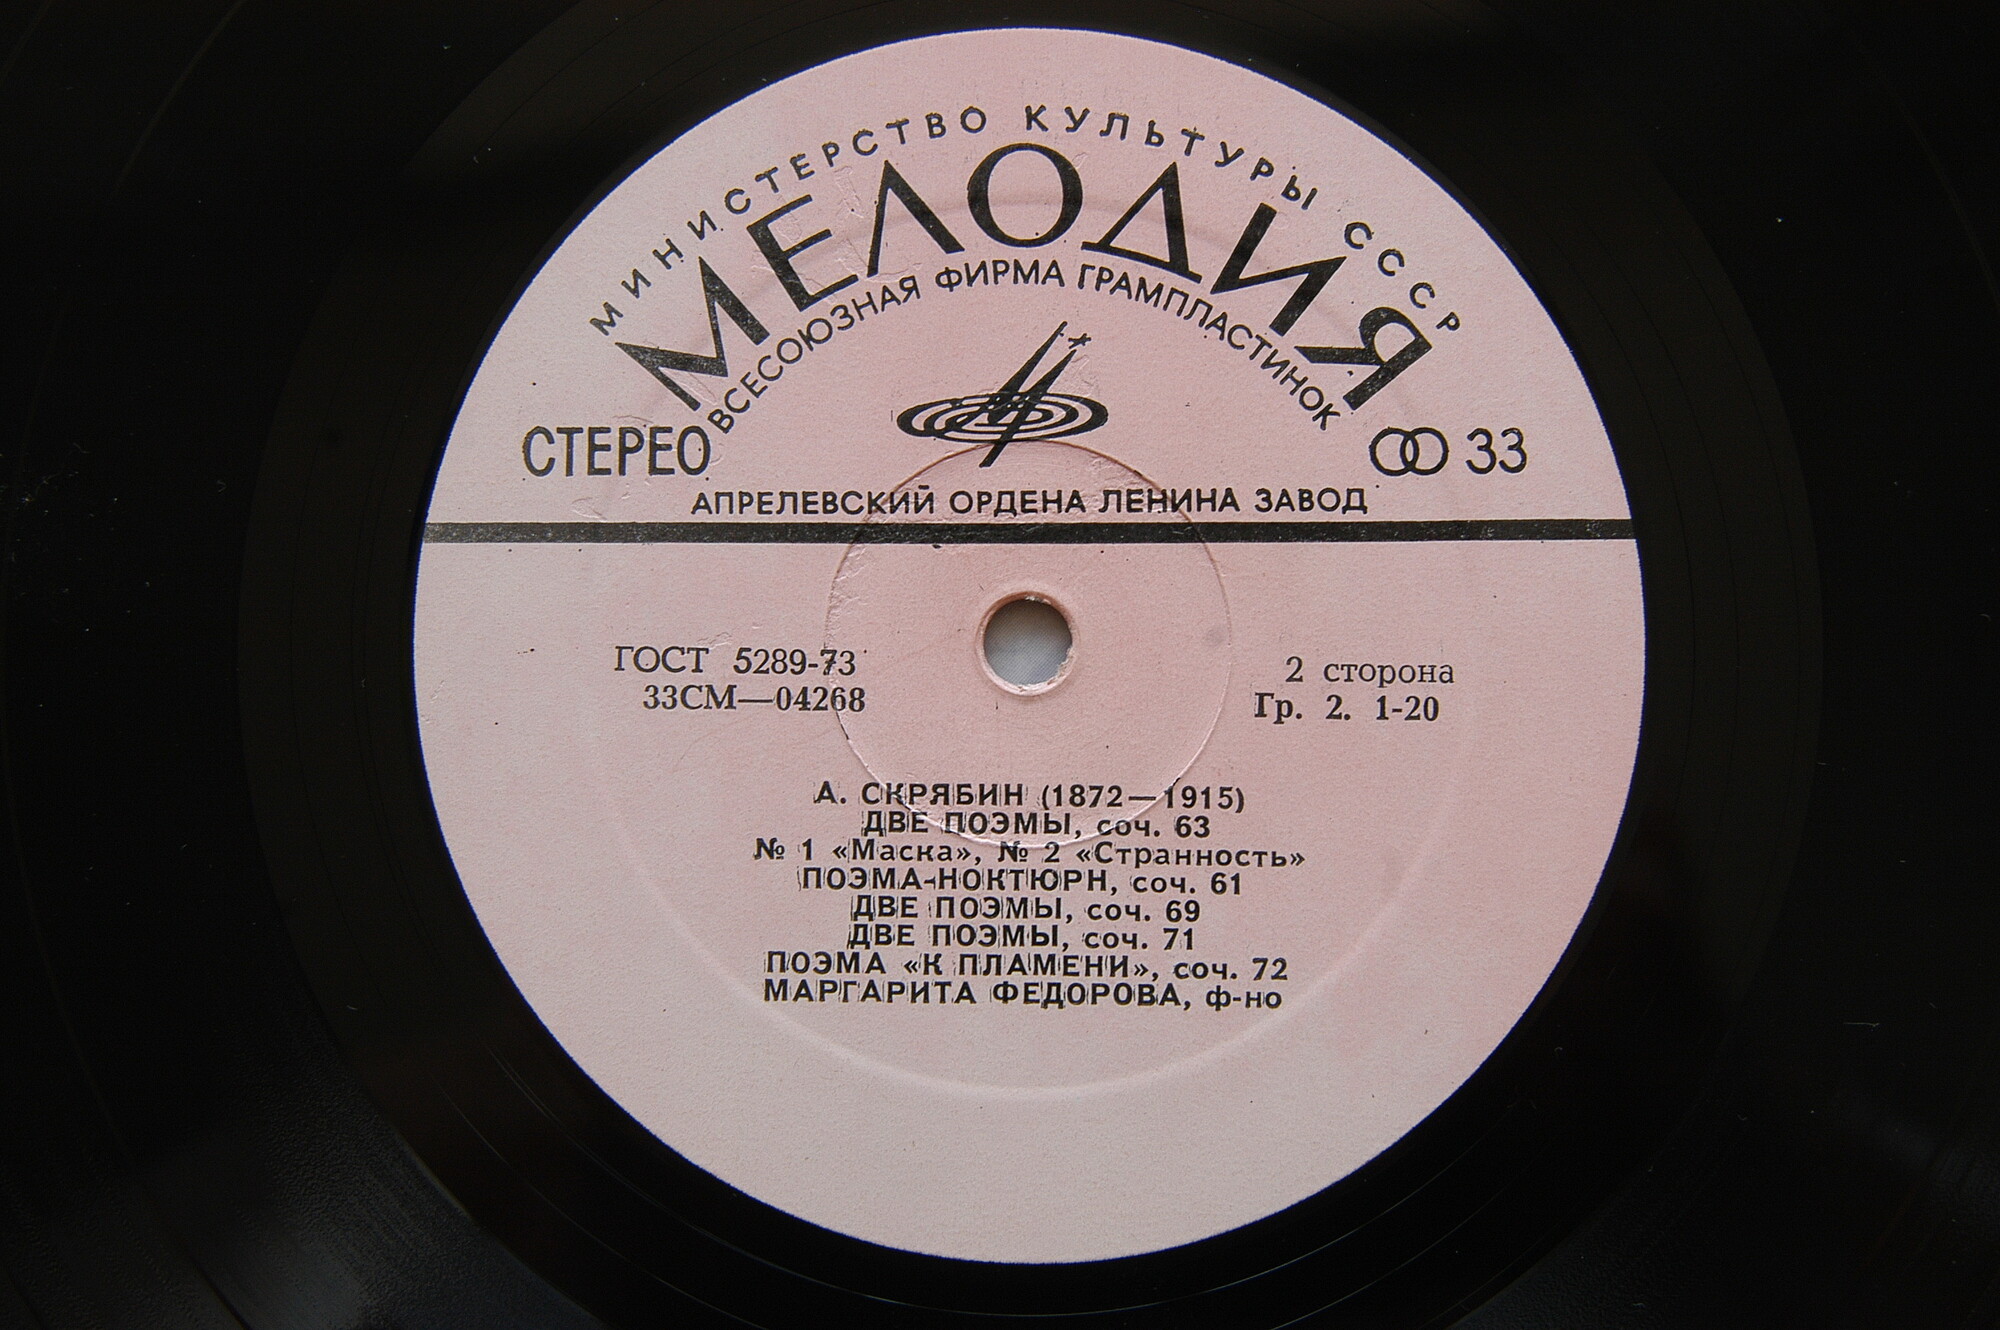 МИНИСТЕРСТВО КУЛЬТУРЫ СССР
МЕЛОДИЯ
ВСЕСОЮЗНАЯ ФИРМА ГРАМПЛАСТИНОК
СТЕРЕО 33
АПРЕЛЕВСКИЙ ОРДЕНА ЛЕНИНА ЗАВОД
ГОСТ 5289-73
33СМ—04268
2 сторона
Гр. 2. 1-20
А. СКРЯБИН (1872—1915)
ДВЕ ПОЭМЫ, соч. 63
№ 1 «Маска», № 2 «Странность»
ПОЭМА-НОКТЮРН, соч. 61
ДВЕ ПОЭМЫ, соч. 69
ДВЕ ПОЭМЫ, соч. 71
ПОЭМА «К ПЛАМЕНИ», соч. 72
МАРГАРИТА ФЕДОРОВА, ф-но